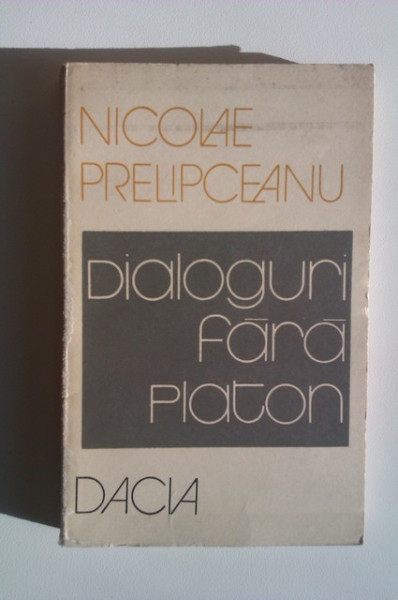 NICOLAE
PRELIPCEANU
Dialoguri
fără
Platon
DACIA